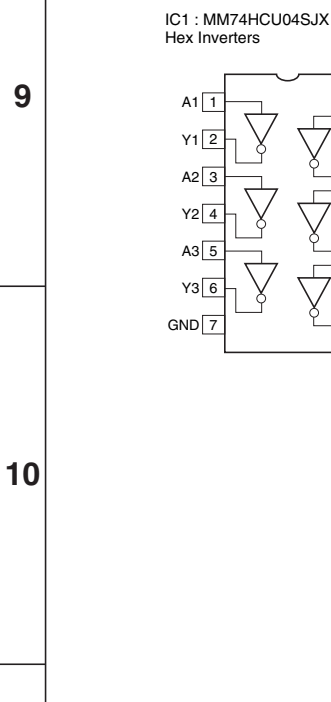 IC1 : MM74HCU04SJX
Hex Inverters
9
A1 1
Y1 2
A2 3
Y2 4
A3 5
Y3 6
GND 7
10